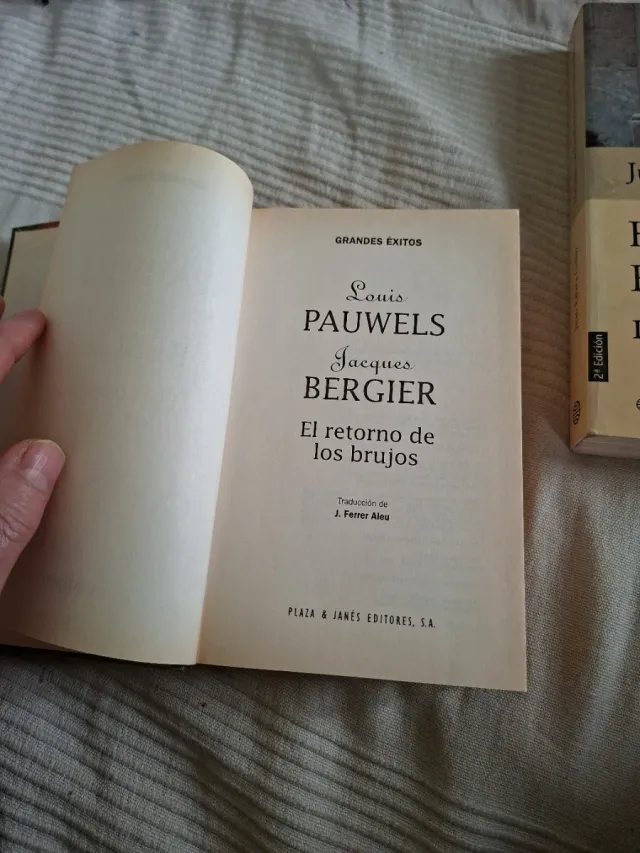 GRANDES ÉXITOS
Louis
PAUWELS
Jacques
BERGIER
El retorno de
los brujos
Traducción de
J. Ferrer Aleu
PLAZA & JANÉS EDITORES, S.A.
2ª Edición